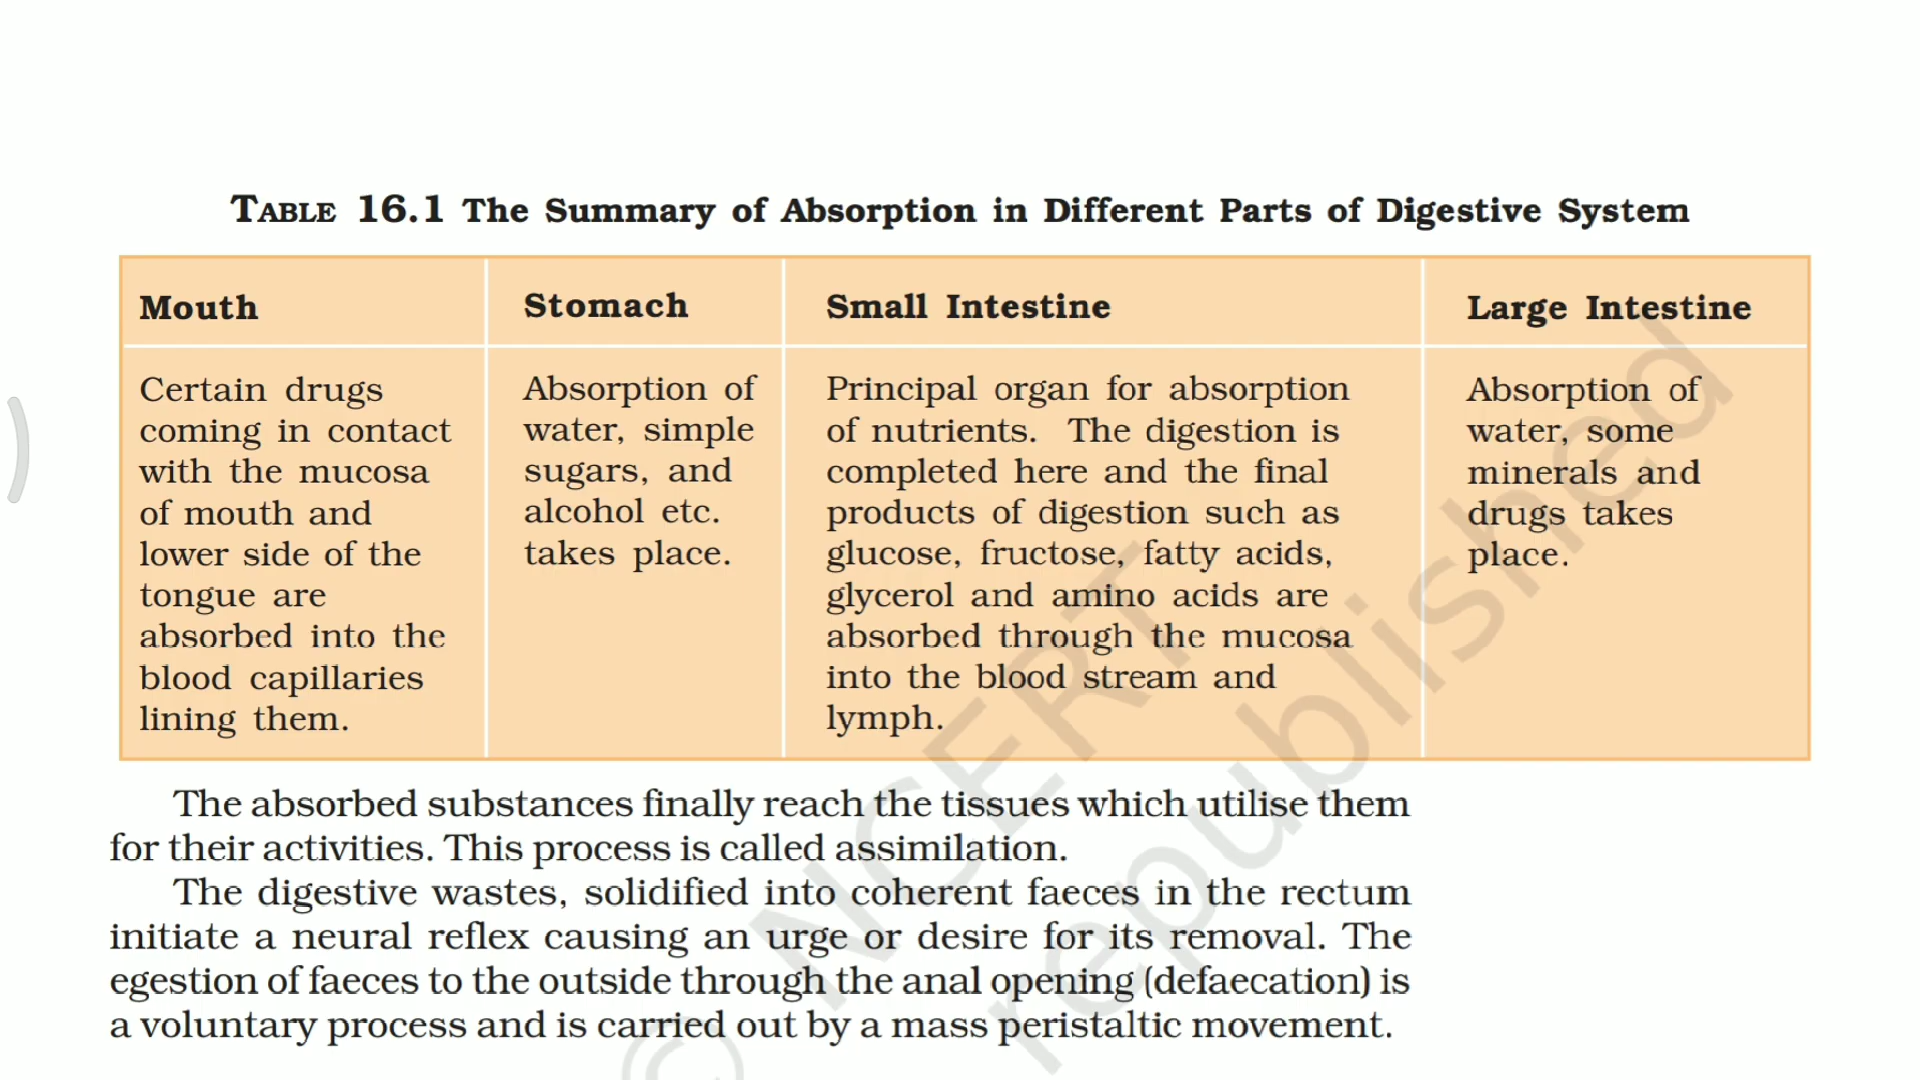 TABLE 16.1 The Summary of Absorption in Different Parts of Digestive System
Mouth
Certain drugs
coming in contact
with the mucosa
of mouth and
lower side of the
tongue are
absorbed into the
blood capillaries
lining them.
Stomach
Absorption of
water, simple
sugars, and
alcohol etc.
takes place.
Small Intestine
Principal organ for absorption
of nutrients. The digestion is
completed here and the final
products of digestion such as
glucose, fructose, fatty acids,
glycerol and amino acids are
absorbed through the mucosa
into the blood stream and
lymph.
Large Intestine
Absorption of
water, some
minerals and
drugs takes
place.
The absorbed substances finally reach the tissues which utilise them
for their activities. This process is called assimilation.
The digestive wastes, solidified into coherent faeces in the rectum
initiate a neural reflex causing an urge or desire for its removal. The
egestion of faeces to the outside through the anal opening (defaecation) is
a voluntary process and is carried out by a mass peristaltic movement.
© NCERT
republished